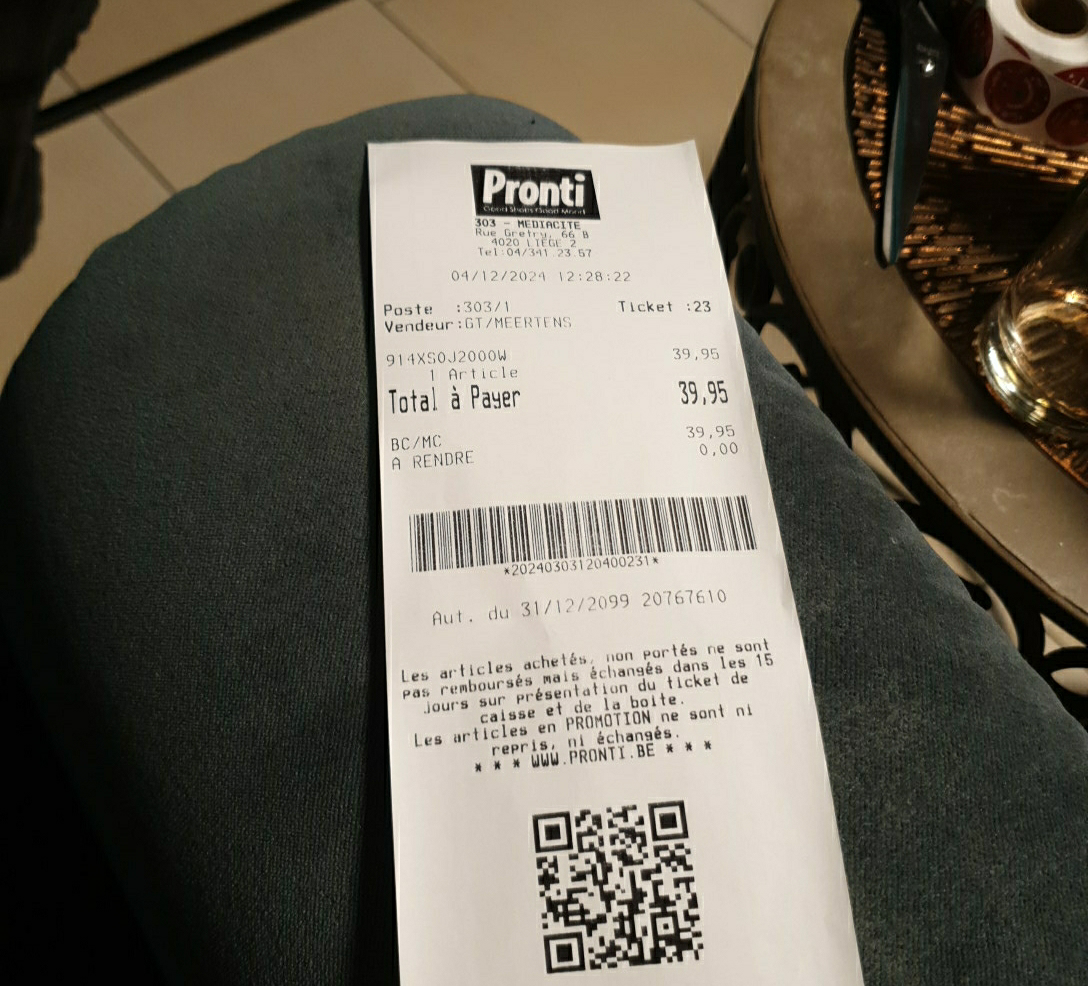 Pronti
Good Shoes Good Mood
303 - MEDIACITE
Rue Gretry, 66 B
4020 LIEGE 2
Tel:04/341.23.57
04/12/2024 12:28:22
Poste :303/1 Ticket :23
Vendeur:GT/MEERTENS
914XS0J2000W 39,95
1 Article
Total à Payer 39,95
BC/MC 39,95
A RENDRE 0,00
*20240303120400231*
Aut. du 31/12/2099 20767610
Les articles achetés, non portés ne sont
pas remboursés mais échangés dans les 15
jours sur présentation du ticket de
caisse et de la boite.
Les articles en PROMOTION ne sont ni
repris, ni échangés.
* * * WWW.PRONTI.BE * * *